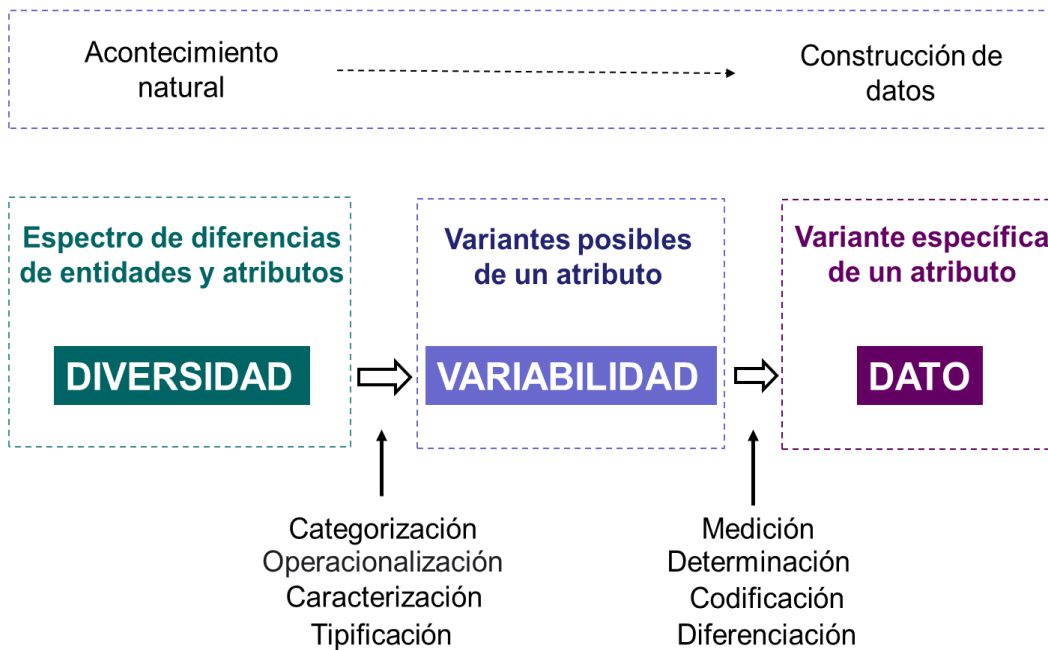 Acontecimiento
natural
Construcción de
datos
Espectro de diferencias
de entidades y atributos
DIVERSIDAD
Variantes posibles
de un atributo
VARIABILIDAD
Variante específica
de un atributo
DATO
Categorización
Operacionalización
Caracterización
Tipificación
Medición
Determinación
Codificación
Diferenciación